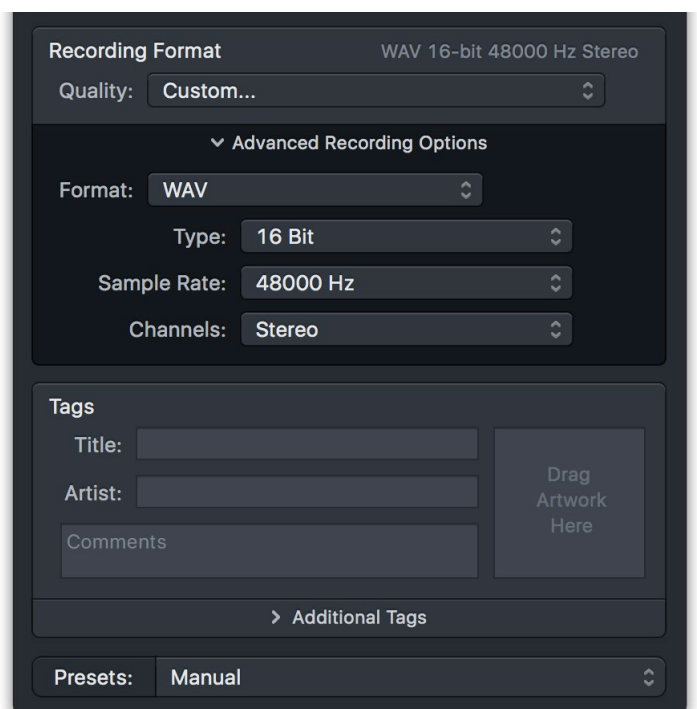 Recording Format WAV 16-bit 48000 Hz Stereo
Quality: Custom...
Advanced Recording Options
Format: WAV
Type: 16 Bit
Sample Rate: 48000 Hz
Channels: Stereo
Tags
Title:
Artist:
Comments
Drag
Artwork
Here
Additional Tags
Presets: Manual